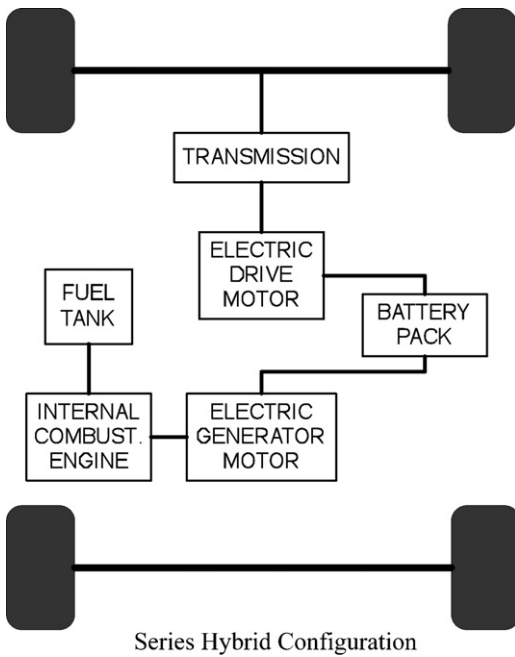 TRANSMISSION
ELECTRIC
DRIVE
MOTOR
FUEL
TANK
BATTERY
PACK
INTERNAL
COMBUST.
ENGINE
ELECTRIC
GENERATOR
MOTOR
Series Hybrid Configuration